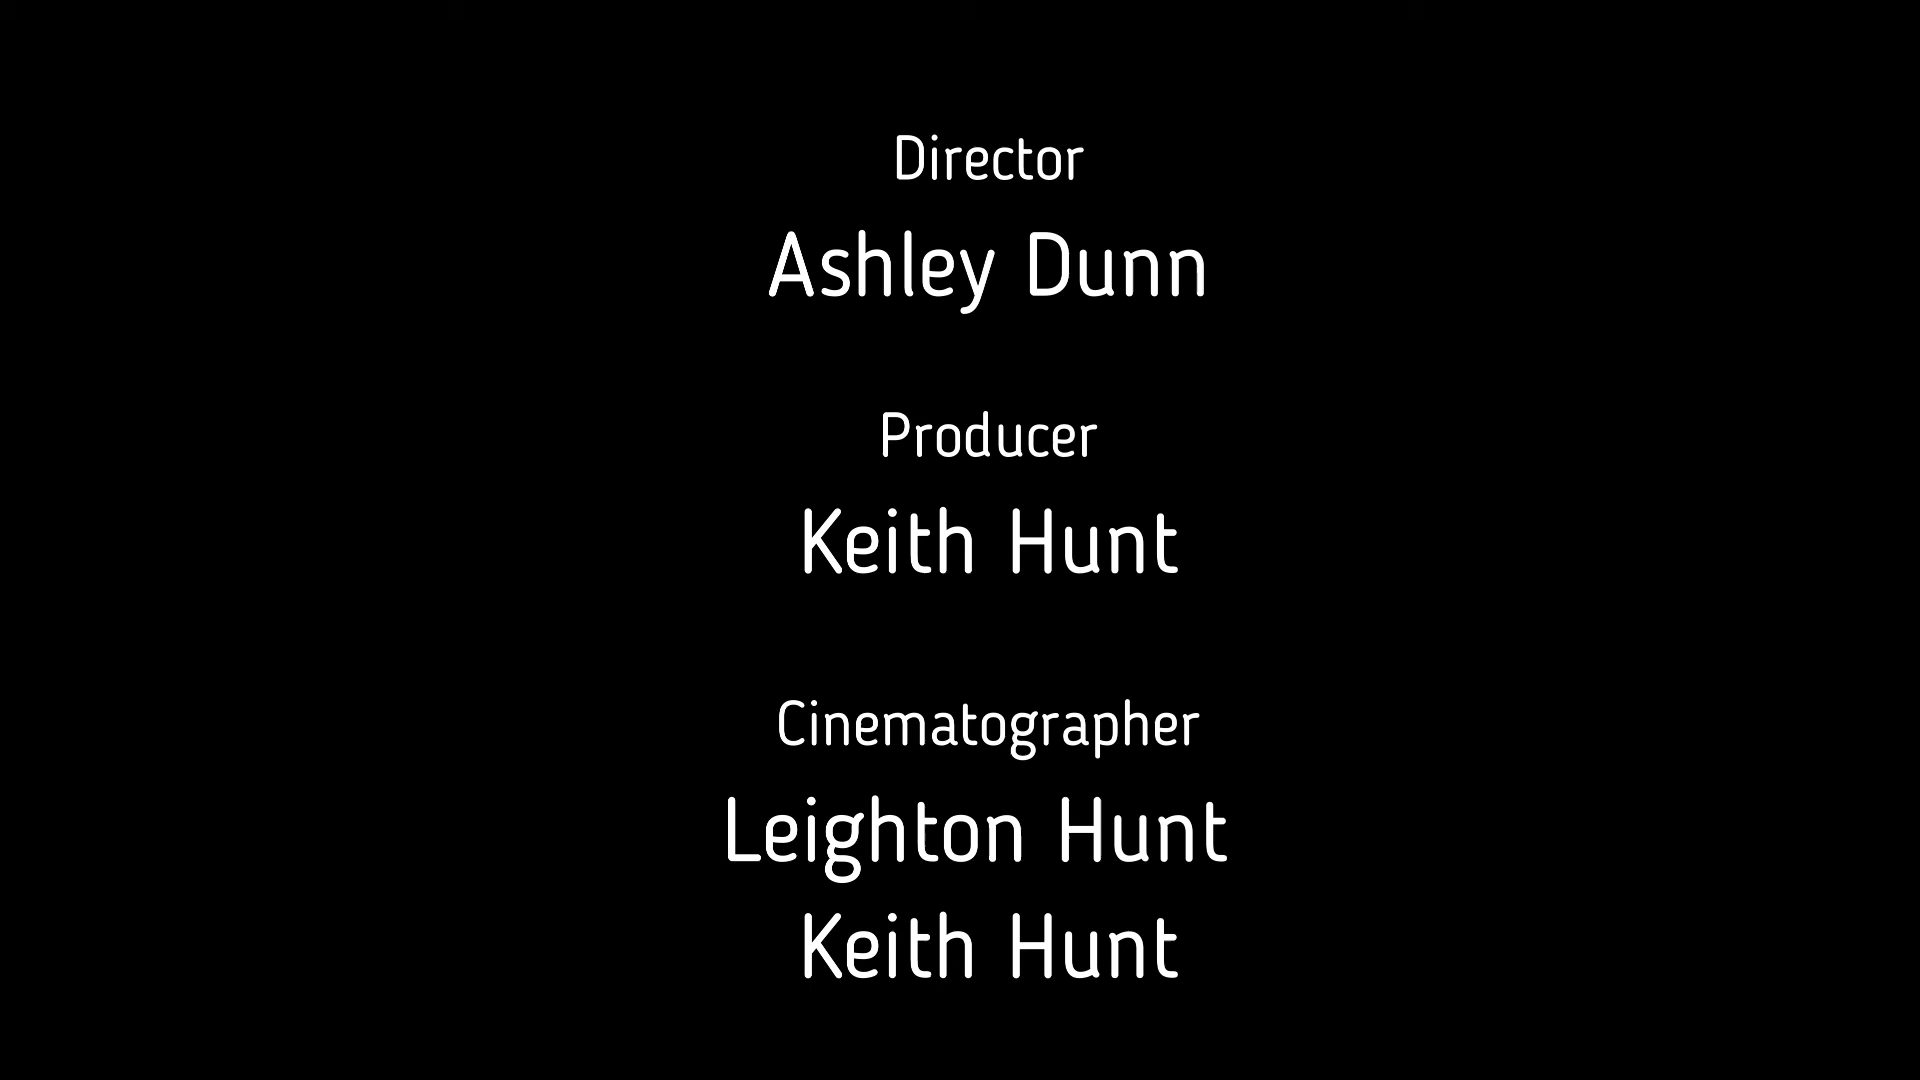 Director
Ashley Dunn
Producer
Keith Hunt
Cinematographer
Leighton Hunt
Keith Hunt